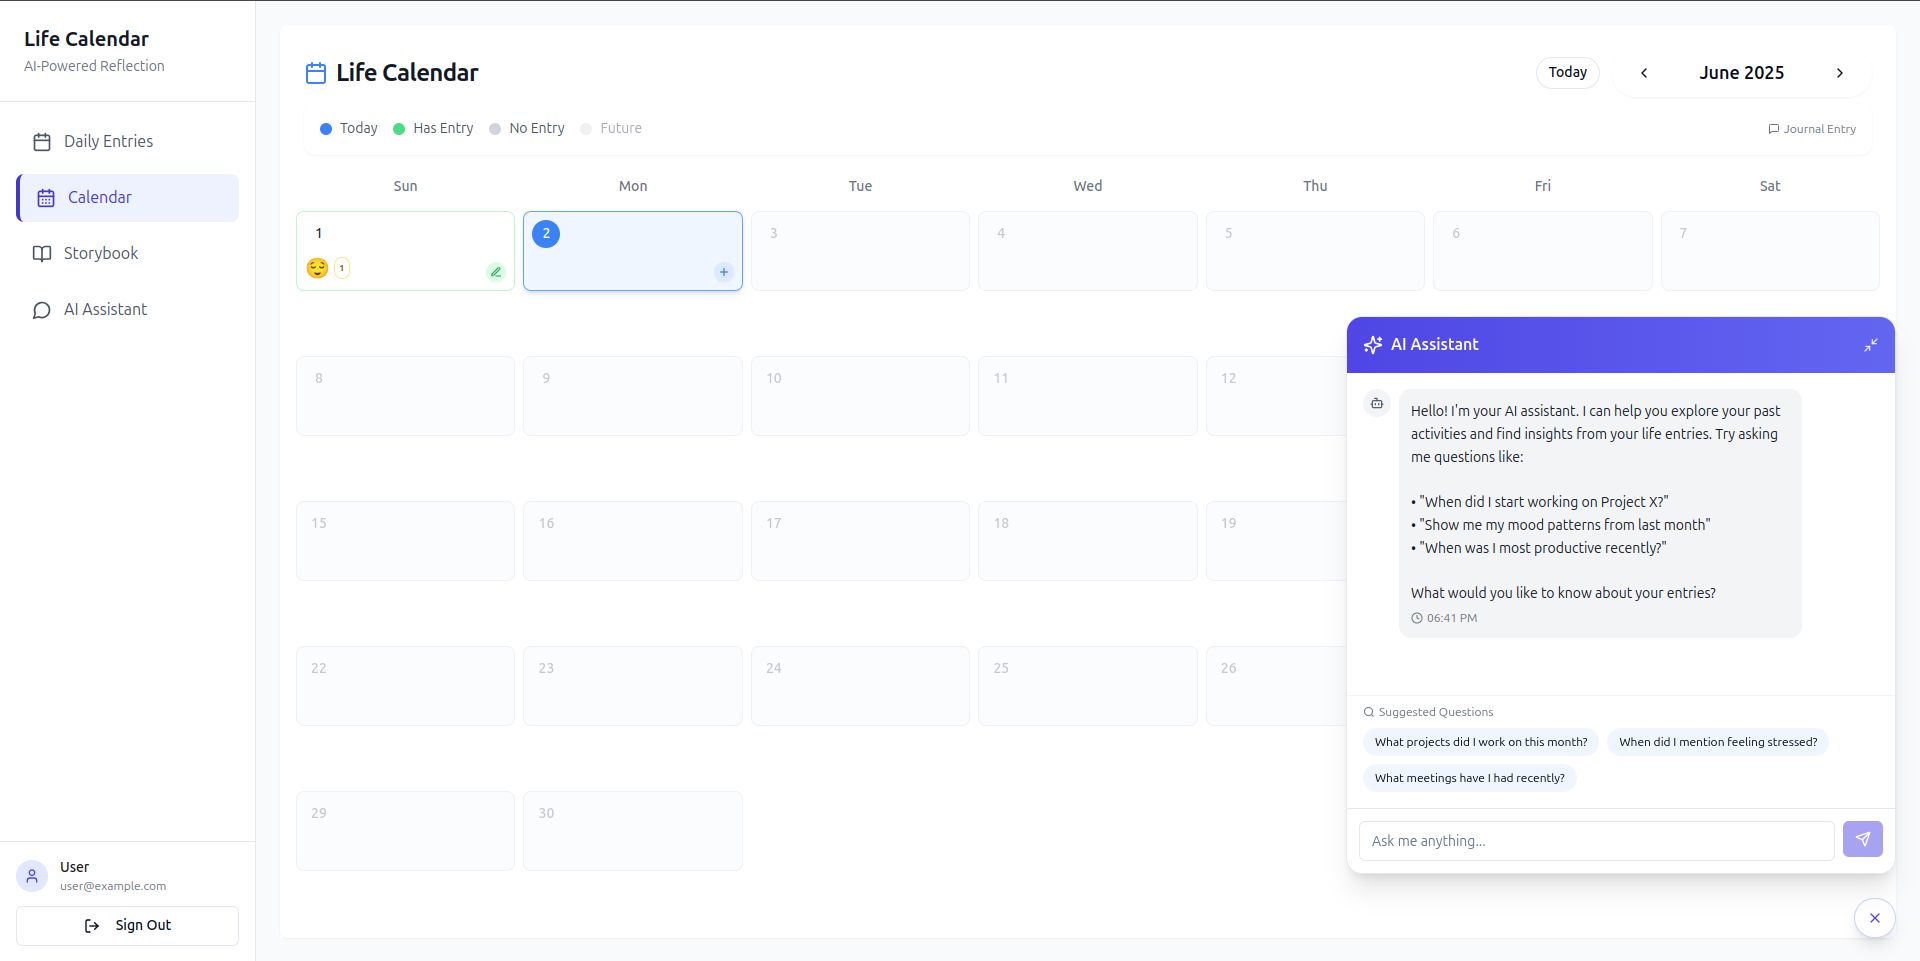 Life Calendar
AI-Powered Reflection
Daily Entries
Calendar
Storybook
AI Assistant
User
user@example.com
Sign Out
Life Calendar
Today
June 2025
Today
Has Entry
No Entry
Future
Journal Entry
Sun Mon Tue Wed Thu Fri Sat
1 2 3 4 5 6 7
1
8 9 10 11 12
15 16 17 18 19
22 23 24 25 26
29 30
AI Assistant
Hello! I'm your AI assistant. I can help you explore your past
activities and find insights from your life entries. Try asking
me questions like:
• "When did I start working on Project X?"
• "Show me my mood patterns from last month"
• "When was I most productive recently?"
What would you like to know about your entries?
06:41 PM
Suggested Questions
What projects did I work on this month?
When did I mention feeling stressed?
What meetings have I had recently?
Ask me anything...